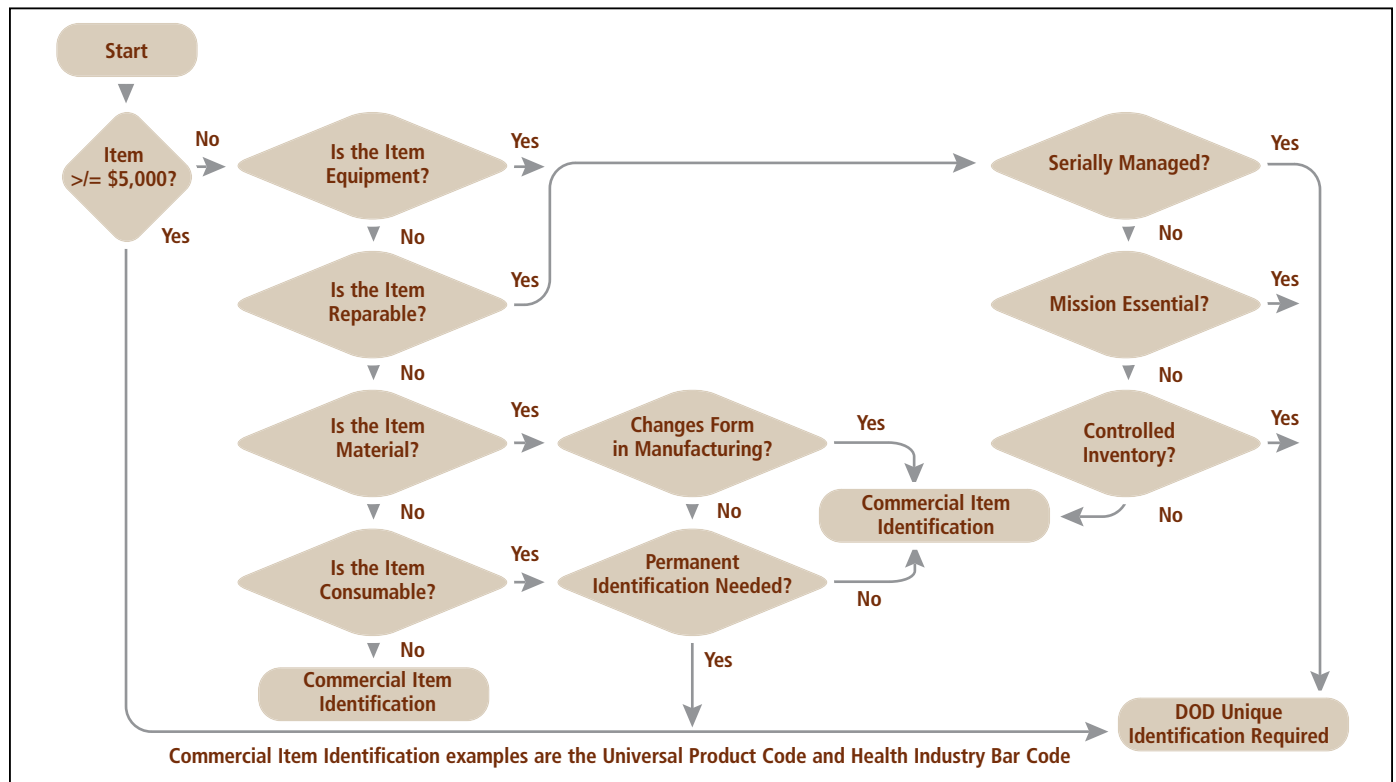 Start
Item
>/= $5,000?
No
Yes
Is the Item
Equipment?
Yes
No
Is the Item
Reparable?
Yes
No
Is the Item
Material?
Yes
No
Is the Item
Consumable?
Yes
No
Commercial Item
Identification
Changes Form
in Manufacturing?
Yes
No
Permanent
Identification Needed?
No
Yes
Commercial Item
Identification
Serially Managed?
Yes
No
Mission Essential?
Yes
No
Controlled
Inventory?
Yes
No
DOD Unique
Identification Required
Commercial Item Identification examples are the Universal Product Code and Health Industry Bar Code